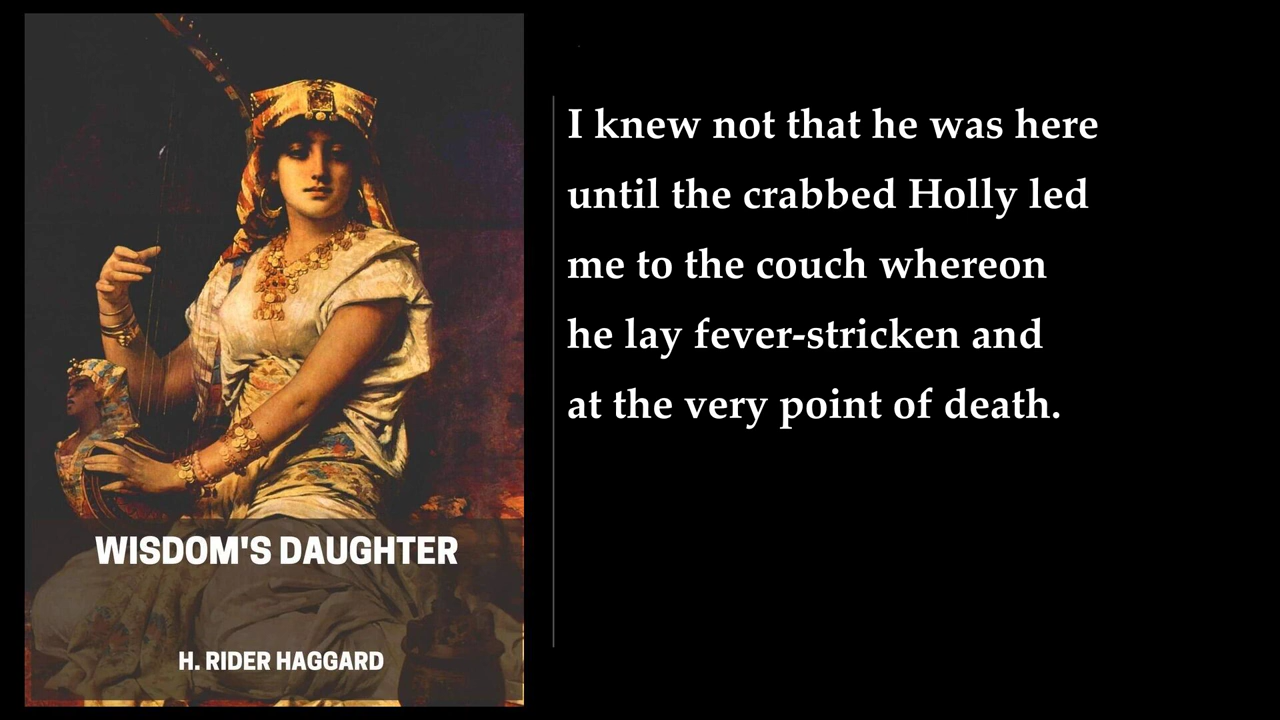 WISDOM'S DAUGHTER
H. RIDER HAGGARD
I knew not that he was here
until the crabbed Holly led
me to the couch whereon
he lay fever-stricken and
at the very point of death.